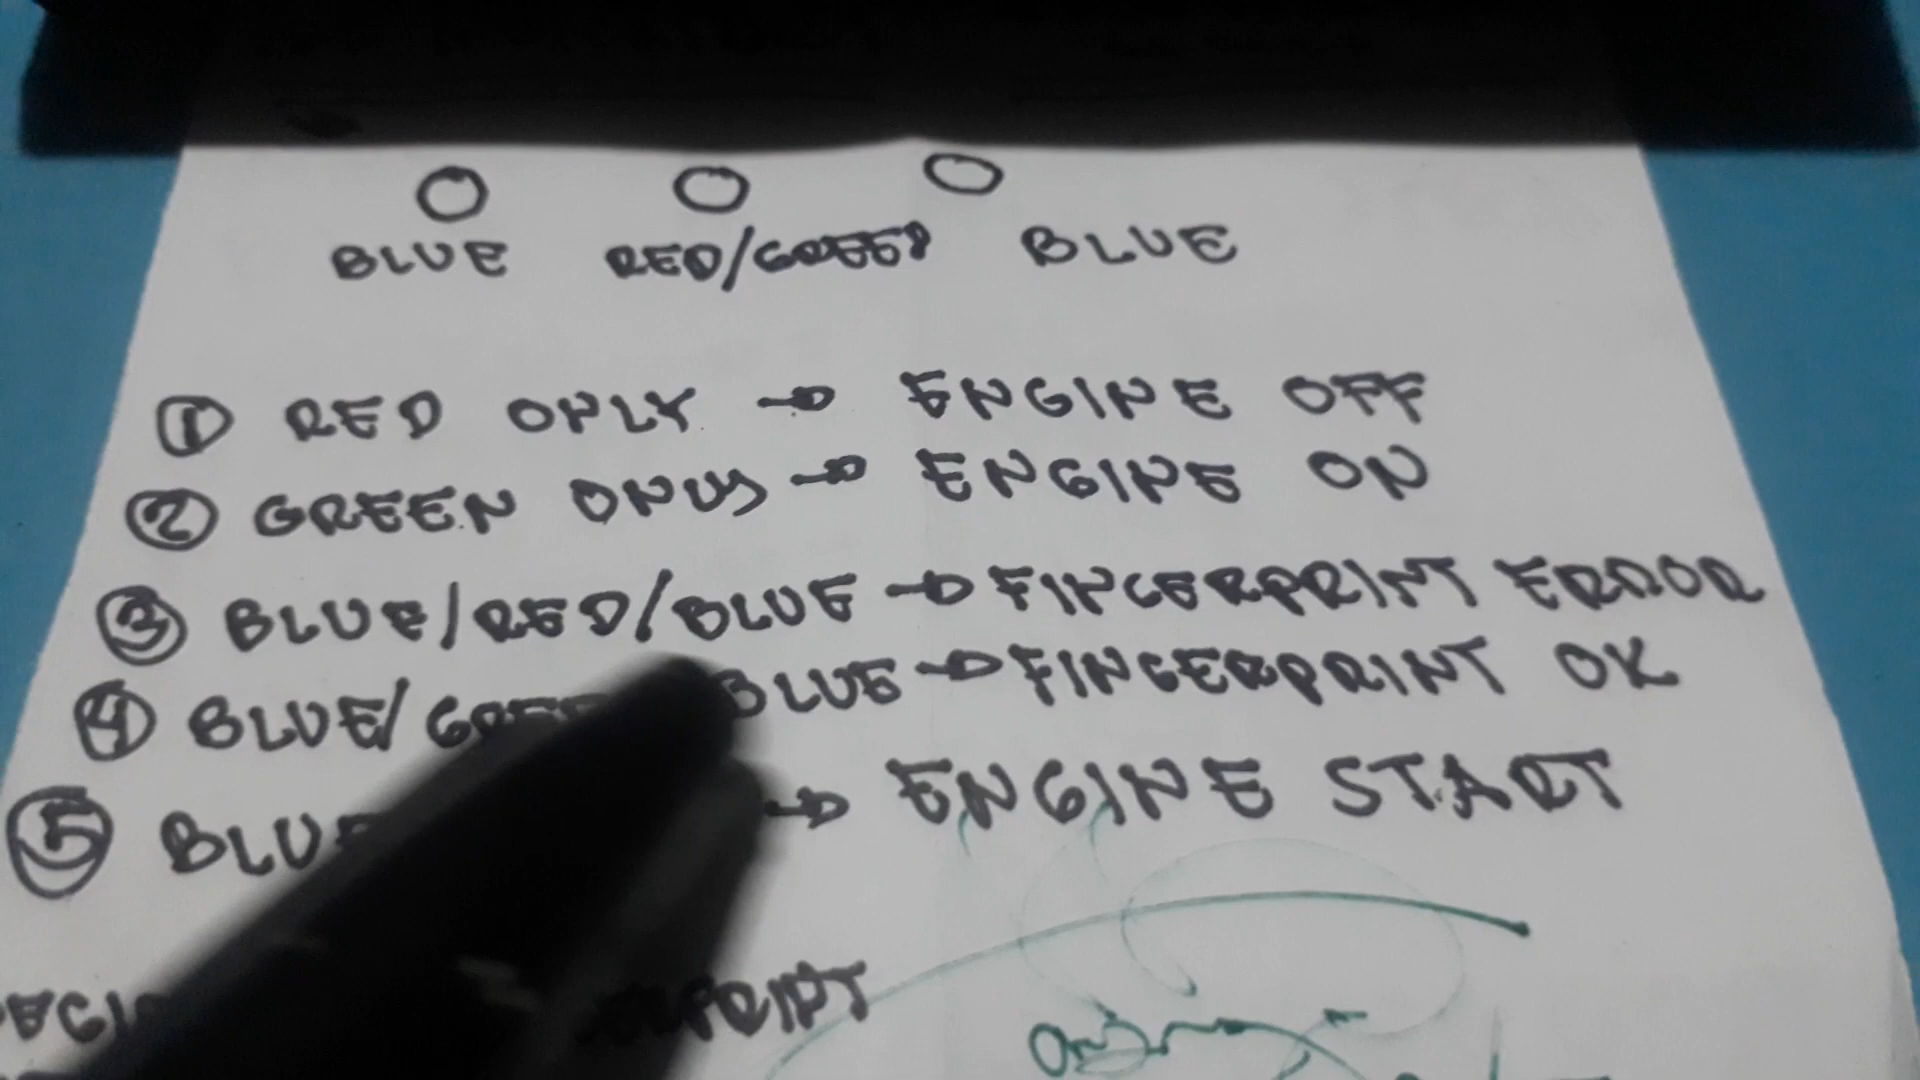 BLUE RED/GREEN BLUE
① RED ONLY → ENGINE OFF
② GREEN ONLY → ENGINE ON
③ BLUE/RED/BLUE → FINGERPRINT ERROR
④ BLUE/ BLUE → FINGERPRINT OK
⑤ → ENGINE START